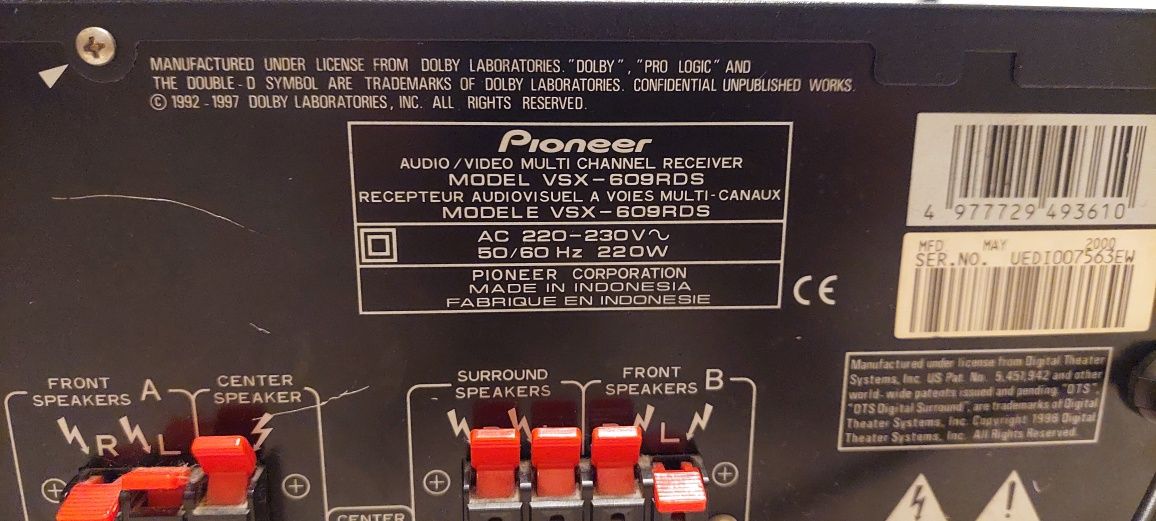 MANUFACTURED UNDER LICENSE FROM DOLBY LABORATORIES. "DOLBY", "PRO LOGIC" AND
THE DOUBLE-D SYMBOL ARE TRADEMARKS OF DOLBY LABORATORIES. CONFIDENTIAL UNPUBLISHED WORKS.
© 1992-1997 DOLBY LABORATORIES, INC. ALL RIGHTS RESERVED.
Pioneer
AUDIO/VIDEO MULTI CHANNEL RECEIVER
MODEL VSX-609RDS
RECEPTEUR AUDIOVISUEL A VOIES MULTI-CANAUX
MODELE VSX-609RDS
AC 220-230V~
50/60 Hz 220W
PIONEER CORPORATION
MADE IN INDONESIA
FABRIQUE EN INDONESIE
CE
4 977729 493610
MFD. MAY 2000
SER.NO. UEDI007563EW
Manufactured under license from Digital Theater
Systems, Inc. US Pat. No. 5,451,942 and other
world-wide patents issued and pending. "DTS",
"DTS Digital Surround", are trademarks of Digital
Theater Systems, Inc. Copyright 1996 Digital
Theater Systems, Inc. All Rights Reserved.
FRONT
SPEAKERS A
R L
CENTER
SPEAKER
SURROUND
SPEAKERS
FRONT
SPEAKERS B
L
CENTER